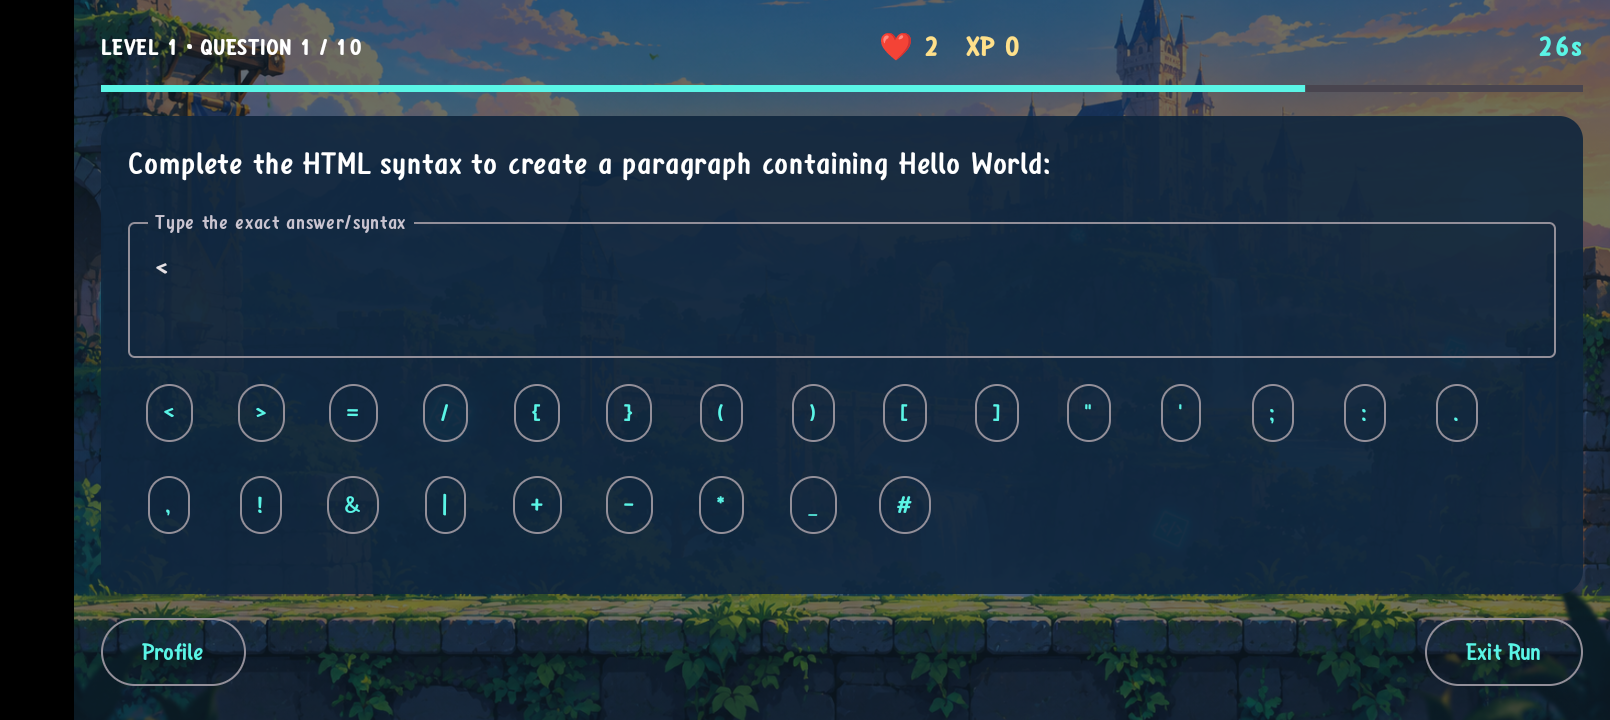 LEVEL 1 • QUESTION 1 / 10
❤️ 2 XP 0
26s
Complete the HTML syntax to create a paragraph containing Hello World:
Type the exact answer/syntax
<
< > = / { } ( ) [ ] " ' ; : .
, ! & | + - * _ #
Profile
Exit Run